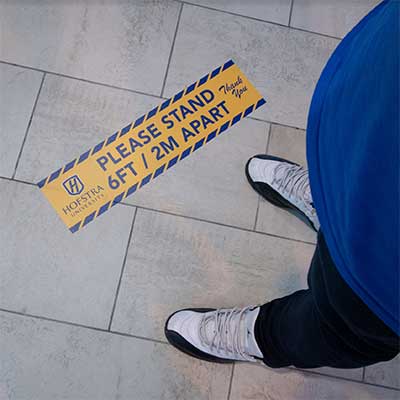 H
HOFSTRA
UNIVERSITY
PLEASE STAND
6FT / 2M APART
Thank
You